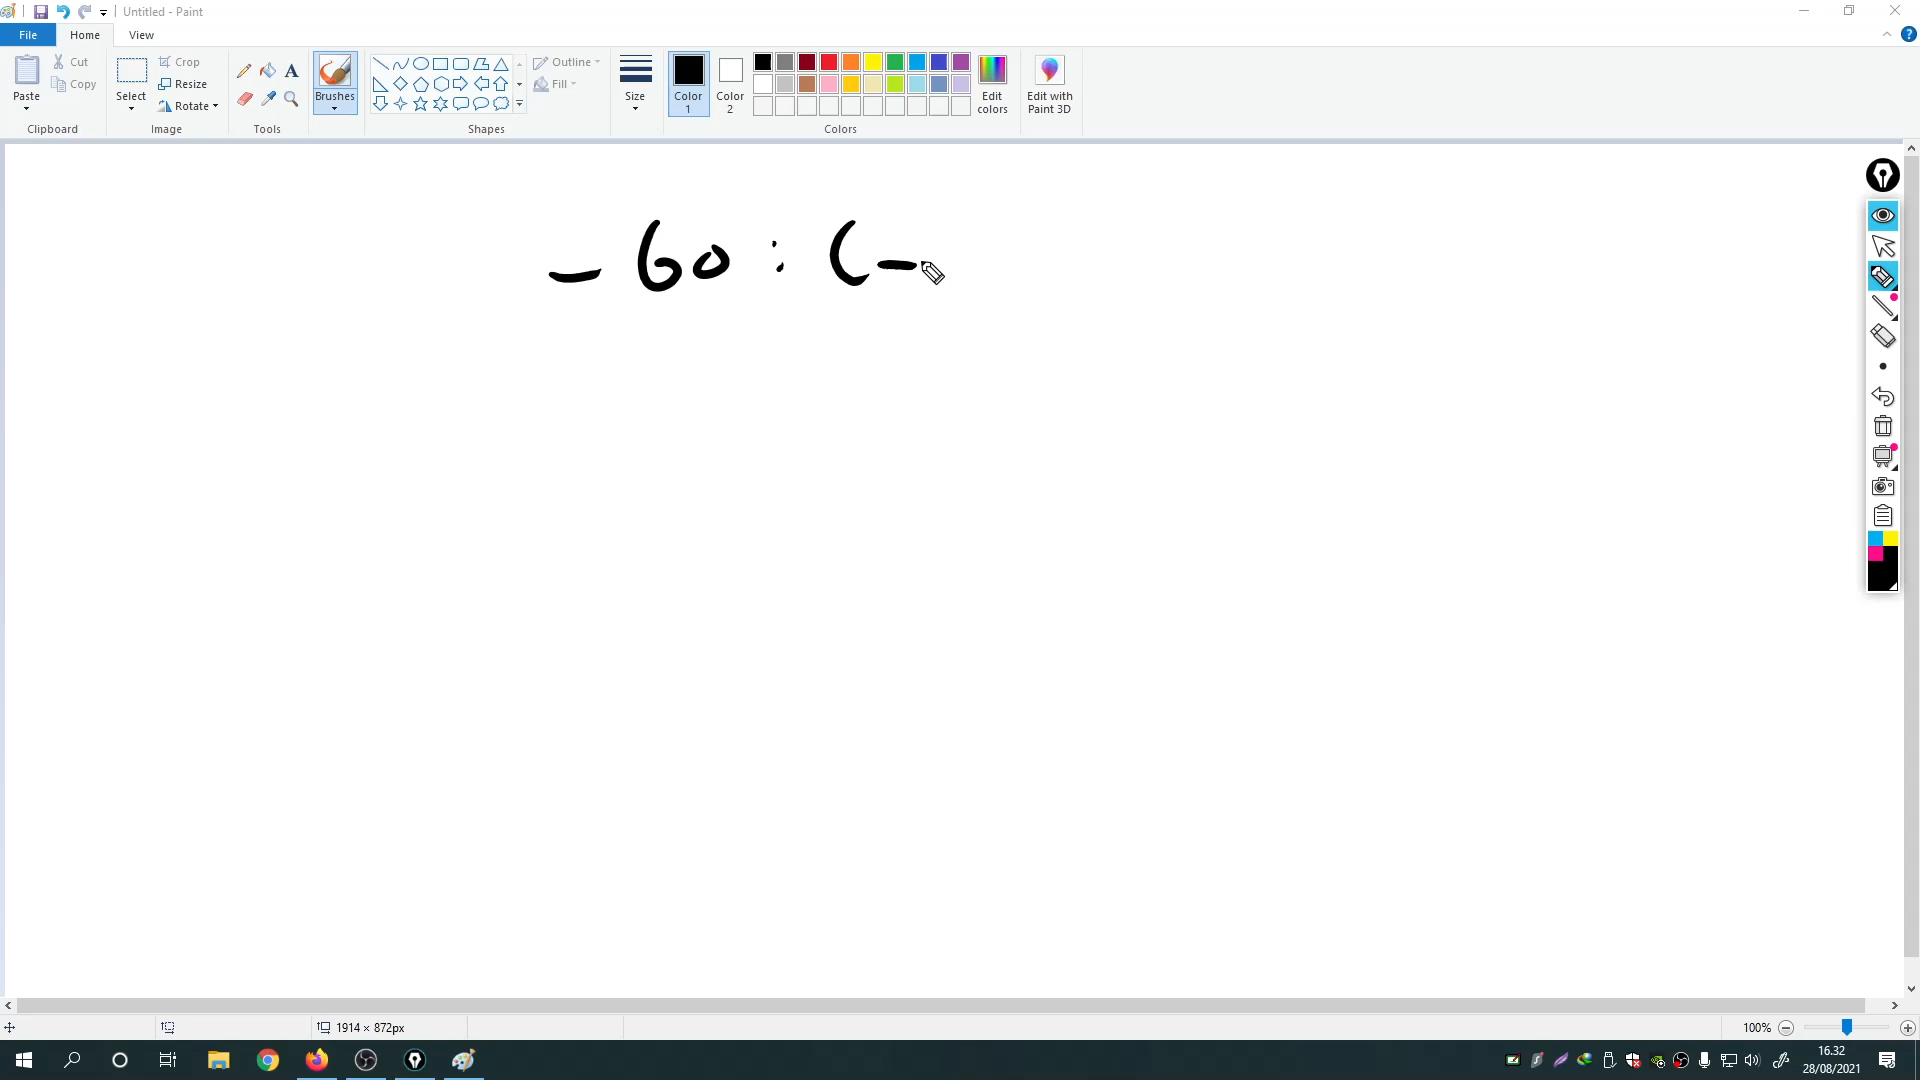 Untitled - Paint
File Home View
Paste
Cut
Copy
Clipboard
Select
Crop
Resize
Rotate
Image
A
Tools
Brushes
Shapes
Outline
Fill
Size
Color 1
Color 2
Edit colors
Colors
Edit with Paint 3D
- 60 : (-
1914 × 872px
100%
16.32
28/08/2021